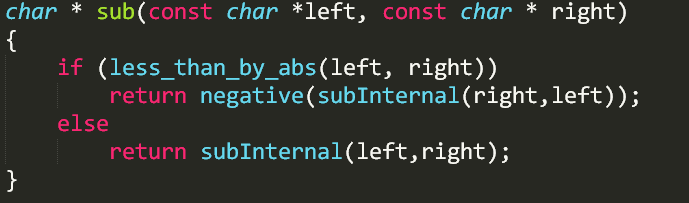 char * sub(const char *left, const char * right)
{
    if (less_than_by_abs(left, right))
        return negative(subInternal(right,left));
    else
        return subInternal(left,right);
}